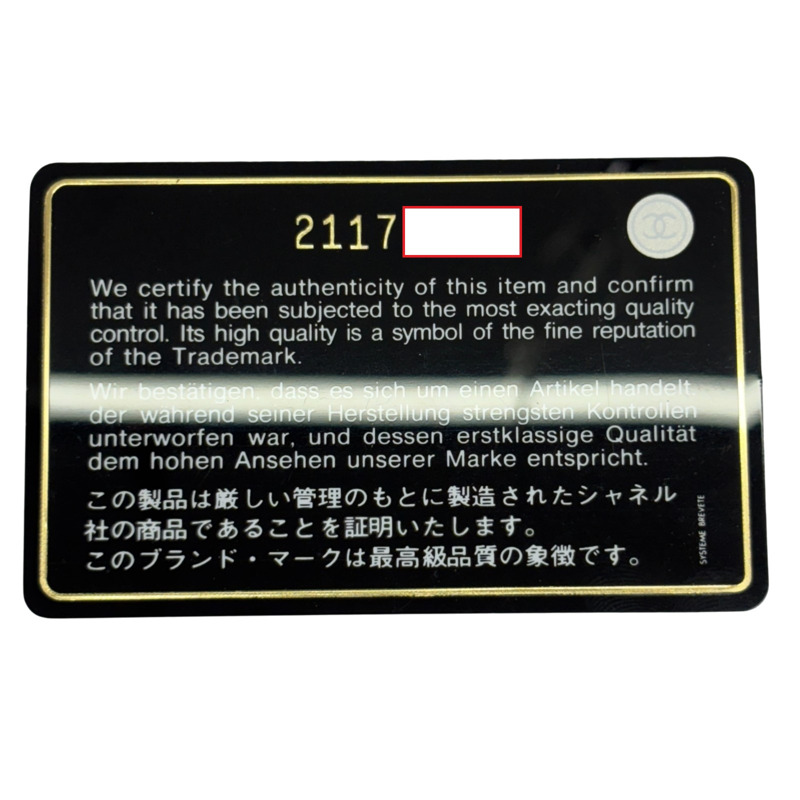 2117
We certify the authenticity of this item and confirm
that it has been subjected to the most exacting quality
control. Its high quality is a symbol of the fine reputation
of the Trademark.
Wir bestätigen, dass es sich um einen Artikel handelt,
der während seiner Herstellung strengsten Kontrollen
unterworfen war, und dessen erstklassige Qualität
dem hohen Ansehen unserer Marke entspricht.
この製品は厳しい管理のもとに製造されたシャネル
社の商品であることを証明いたします。
このブランド・マークは最高級品質の象徴です。
SYSTEME BREVETE